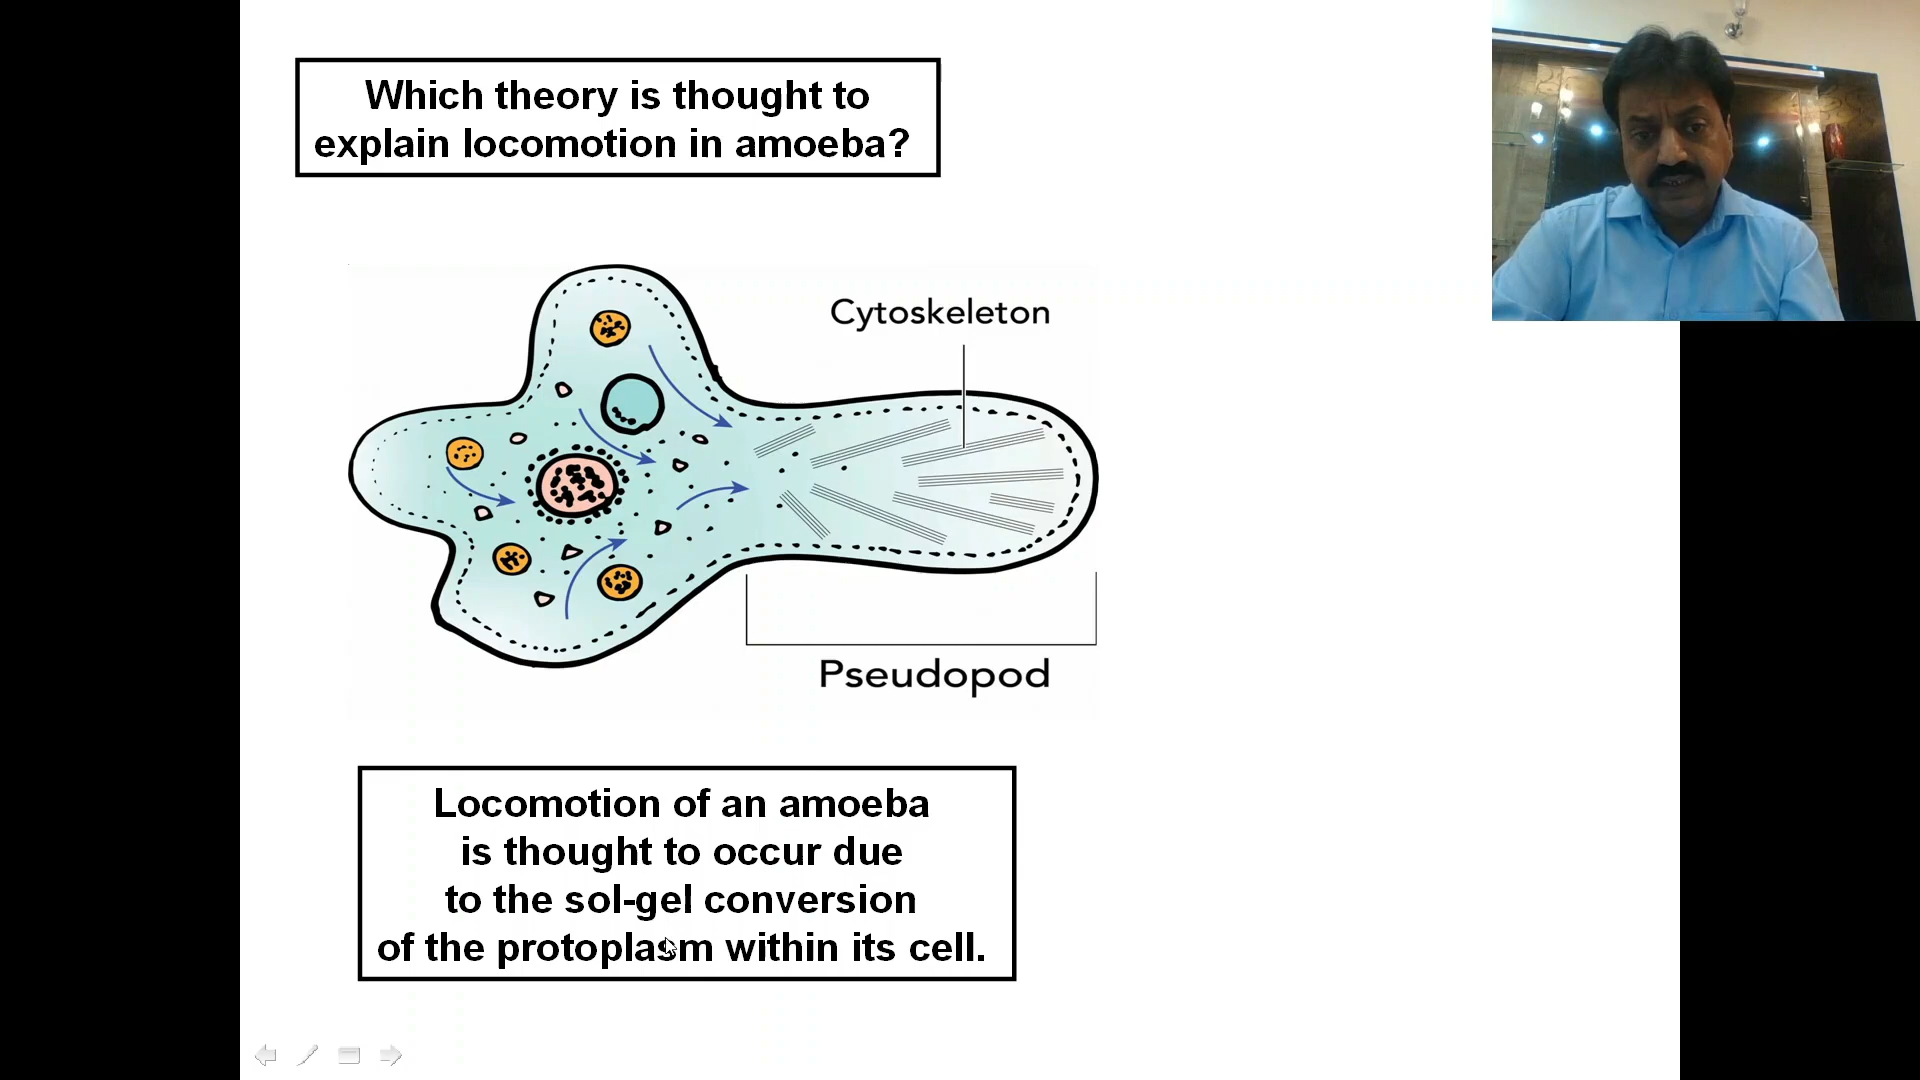 Which theory is thought to
explain locomotion in amoeba?
Cytoskeleton
Pseudopod
Locomotion of an amoeba
is thought to occur due
to the sol-gel conversion
of the protoplasm within its cell.